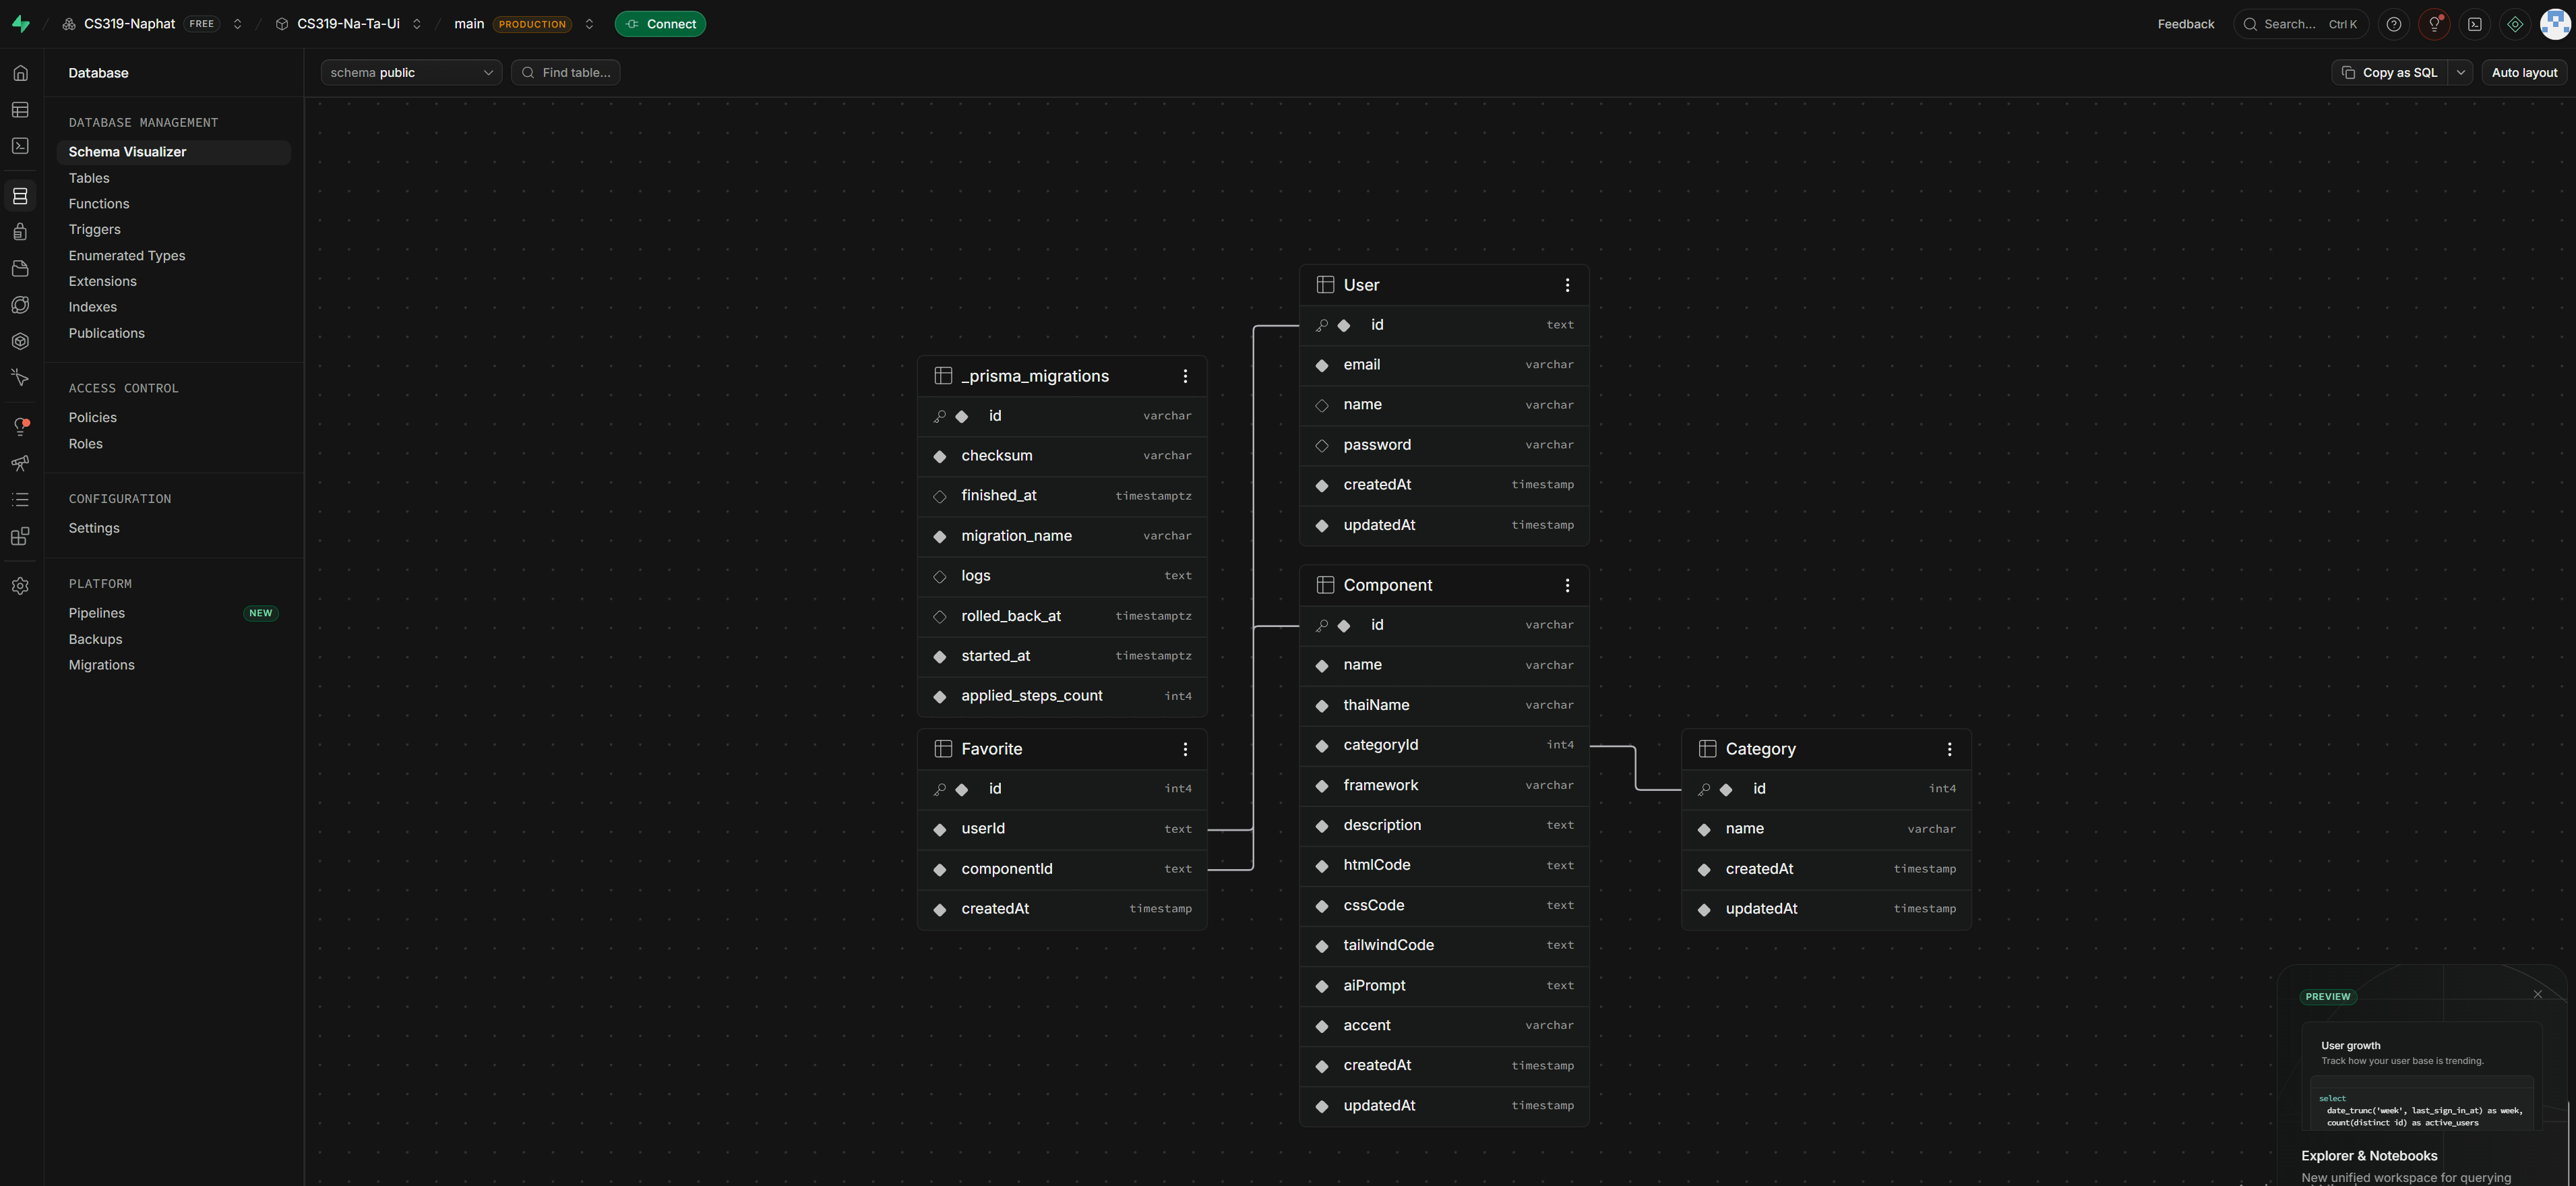 CS319-Naphat FREE / CS319-Na-Ta-Ui / main PRODUCTION Connect
Feedback Search... Ctrl K
Database
schema public Find table...
Copy as SQL Auto layout
DATABASE MANAGEMENT
Schema Visualizer
Tables
Functions
Triggers
Enumerated Types
Extensions
Indexes
Publications
ACCESS CONTROL
Policies
Roles
CONFIGURATION
Settings
PLATFORM
Pipelines NEW
Backups
Migrations
_prisma_migrations
id varchar
checksum varchar
finished_at timestamptz
migration_name varchar
logs text
rolled_back_at timestamptz
started_at timestamptz
applied_steps_count int4
Favorite
id int4
userId text
componentId text
createdAt timestamp
User
id text
email varchar
name varchar
password varchar
createdAt timestamp
updatedAt timestamp
Component
id varchar
name varchar
thaiName varchar
categoryId int4
framework varchar
description text
htmlCode text
cssCode text
tailwindCode text
aiPrompt text
accent varchar
createdAt timestamp
updatedAt timestamp
Category
id int4
name varchar
createdAt timestamp
updatedAt timestamp
PREVIEW
User growth
Track how your user base is trending.
select
date_trunc('week', last_sign_in_at) as week,
count(distinct id) as active_users
Explorer & Notebooks
New unified workspace for querying